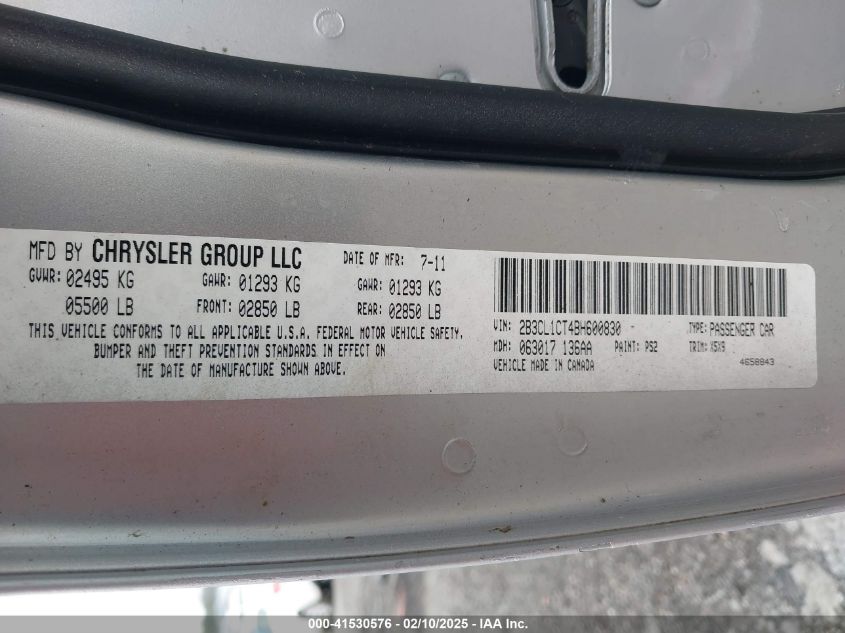 MFD BY CHRYSLER GROUP LLC
DATE OF MFR: 7-11
GVWR: 02495 KG GAWR: 01293 KG GAWR: 01293 KG
05500 LB FRONT: 02850 LB REAR: 02850 LB
THIS VEHICLE CONFORMS TO ALL APPLICABLE U.S.A. FEDERAL MOTOR VEHICLE SAFETY,
BUMPER AND THEFT PREVENTION STANDARDS IN EFFECT ON
THE DATE OF MANUFACTURE SHOWN ABOVE.
VIN: 2B3CL1CT4BH600830 - TYPE: PASSENGER CAR
MDH: 063017 136AA PAINT: PS2 TRIM: X5X9
VEHICLE MADE IN CANADA 4658843
000-41530576 - 02/10/2025 - IAA Inc.